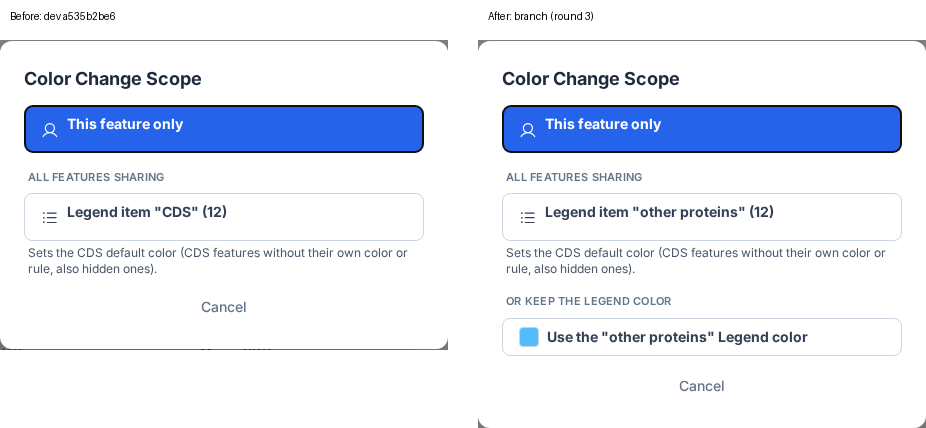 Before: dev a535b2be6
Color Change Scope
This feature only
ALL FEATURES SHARING
Legend item "CDS" (12)
Sets the CDS default color (CDS features without their own color or
rule, also hidden ones).
Cancel
After: branch (round 3)
Color Change Scope
This feature only
ALL FEATURES SHARING
Legend item "other proteins" (12)
Sets the CDS default color (CDS features without their own color or
rule, also hidden ones).
OR KEEP THE LEGEND COLOR
Use the "other proteins" Legend color
Cancel